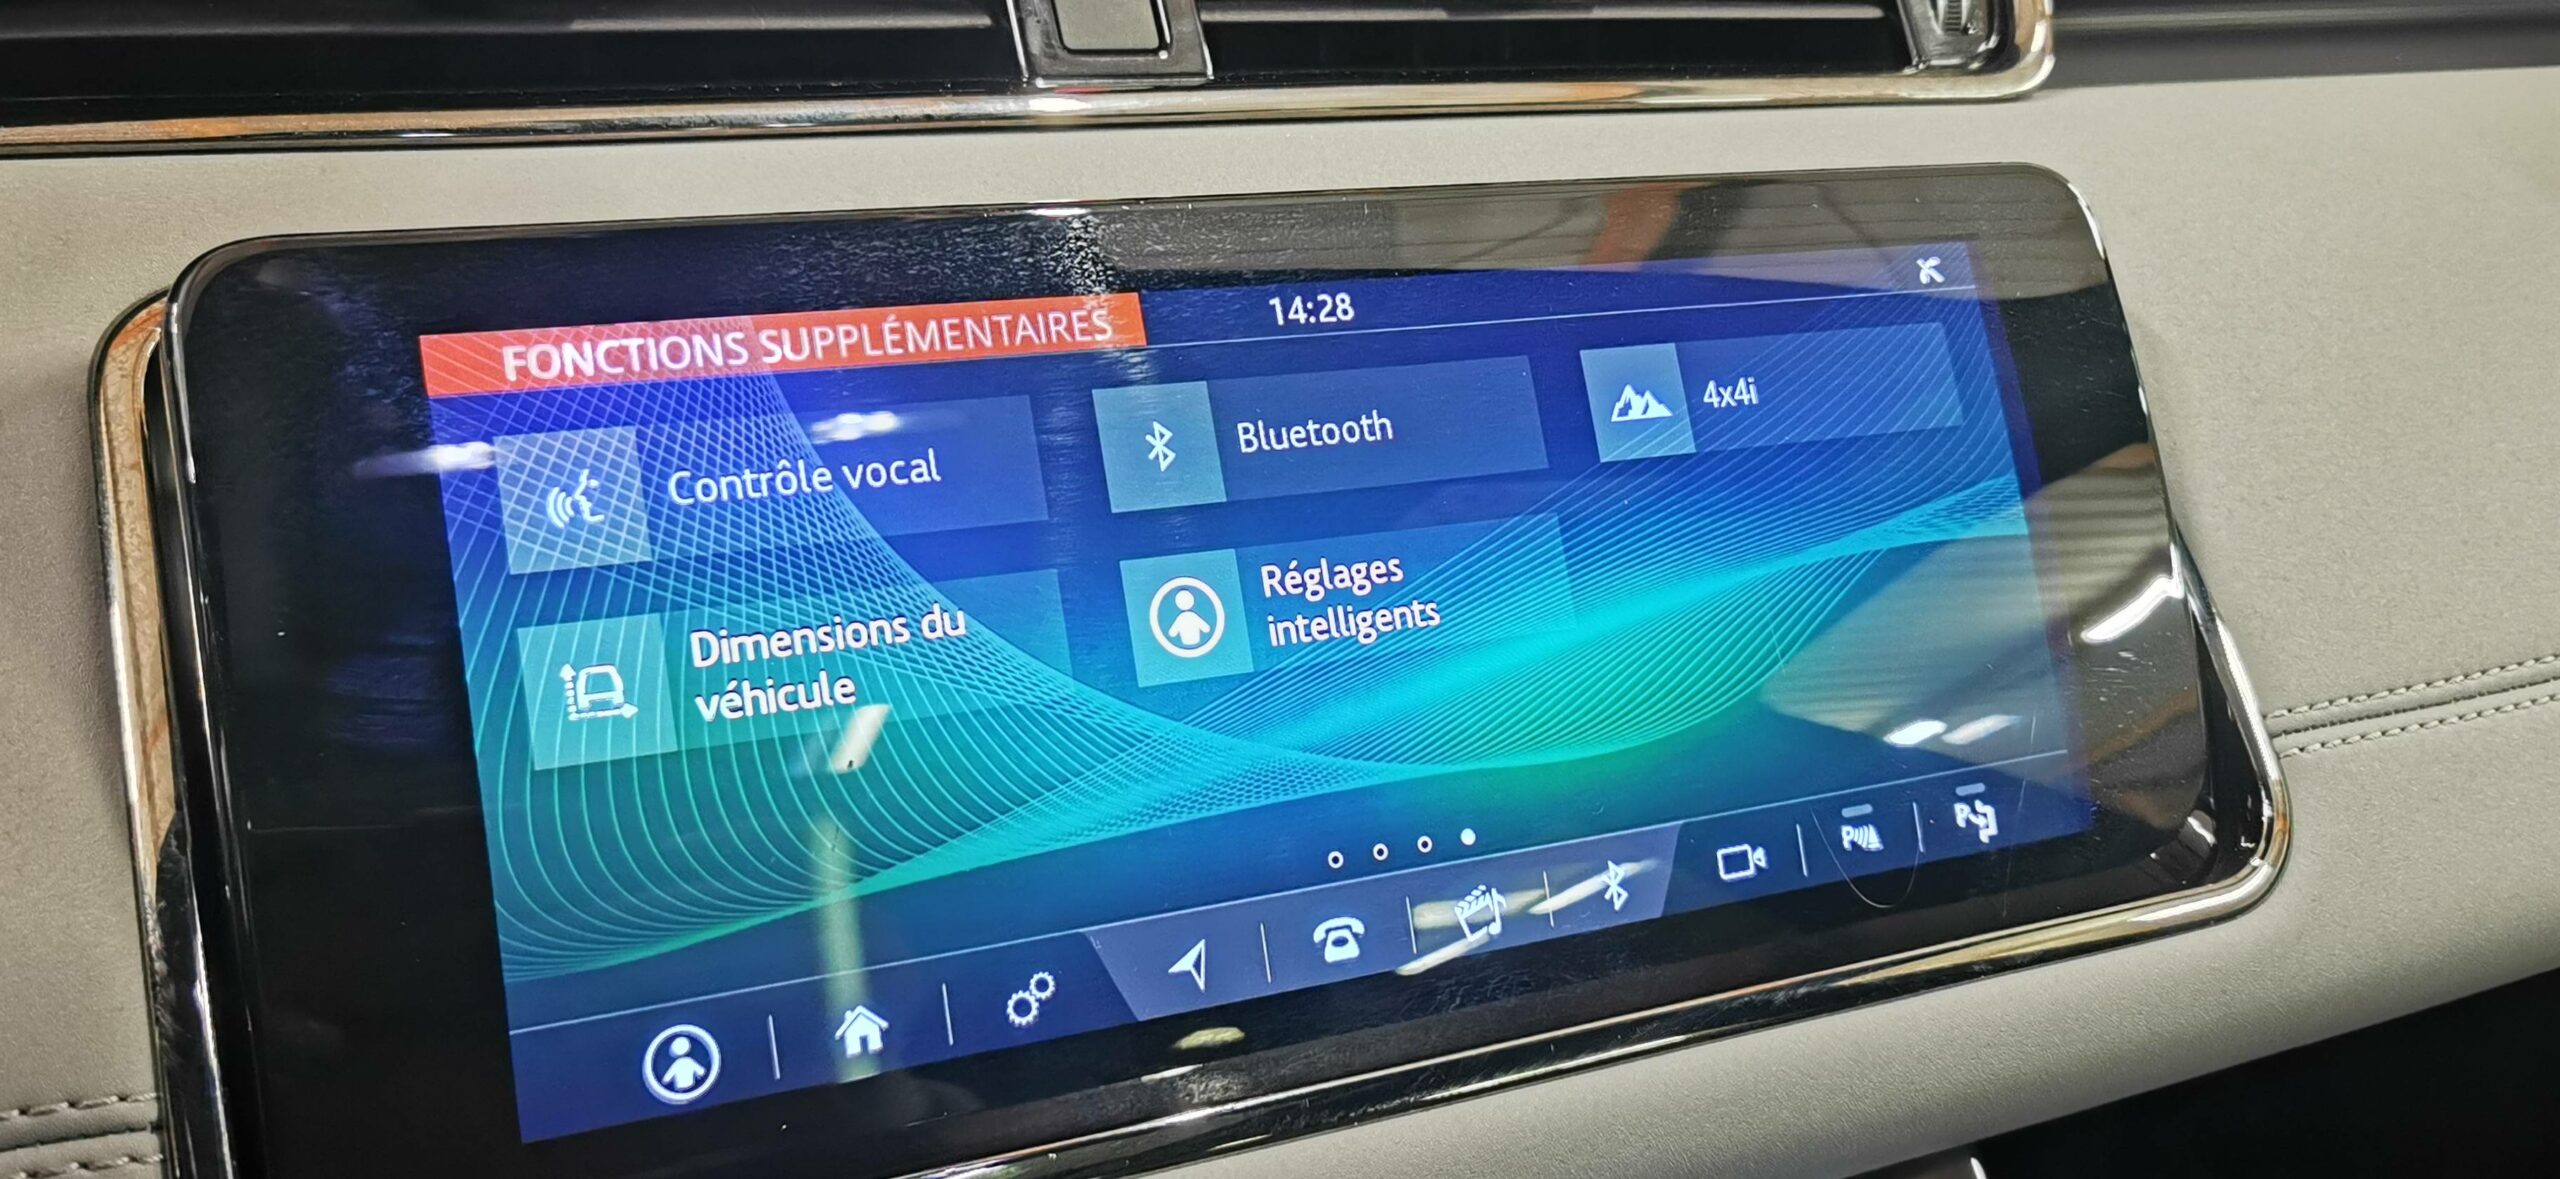 FONCTIONS SUPPLÉMENTAIRES
14:28
Contrôle vocal
Bluetooth
4x4i
Dimensions du
véhicule
Réglages
intelligents
P
P